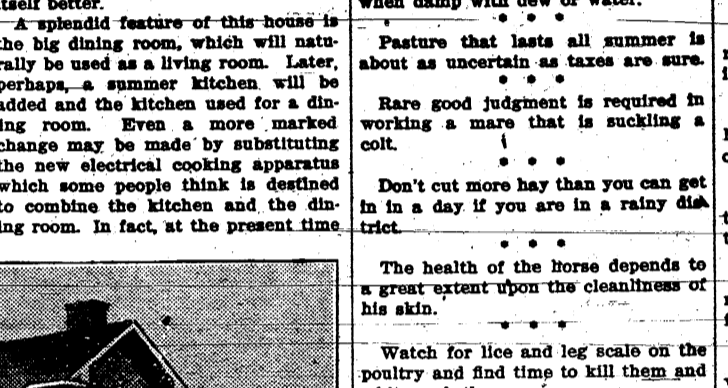 itself better.
A splendid feature of this house is
the big dining room, which will natu-
rally be used as a living room. Later,
perhaps, a summer kitchen will be
added and the kitchen used for a din-
ing room. Even a more marked
change may be made by substituting
the new electrical cooking apparatus
which some people think is destined
to combine the kitchen and the din-
ing room. In fact, at the present time
when damp with dew or water.
* * *
Pasture that lasts all summer is
about as uncertain as taxes are sure.
* * *
Rare good judgment is required in
working a mare that is suckling a
colt.
* * *
Don't cut more hay than you can get
in in a day if you are in a rainy dis-
trict.
* * *
The health of the horse depends to
a great extent upon the cleanliness of
his skin.
* * *
Watch for lice and leg scale on the
poultry and find time to kill them and